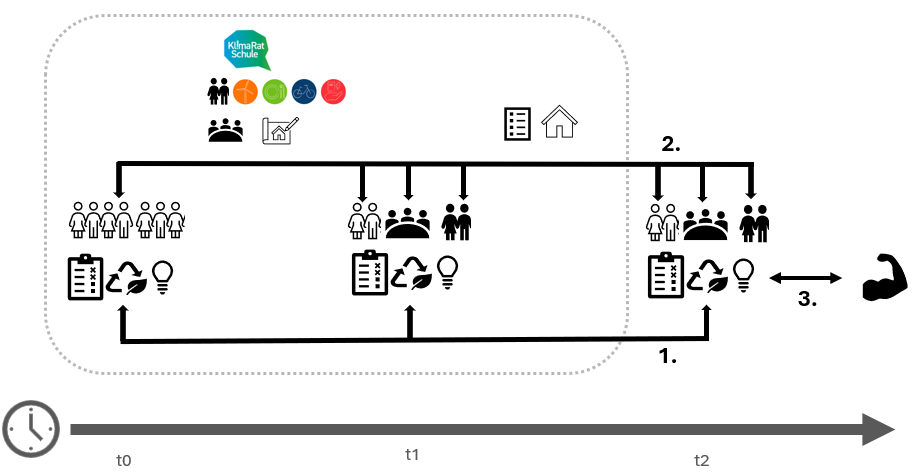 KlimaRat
Schule
2.
3.
1.
t0
t1
t2